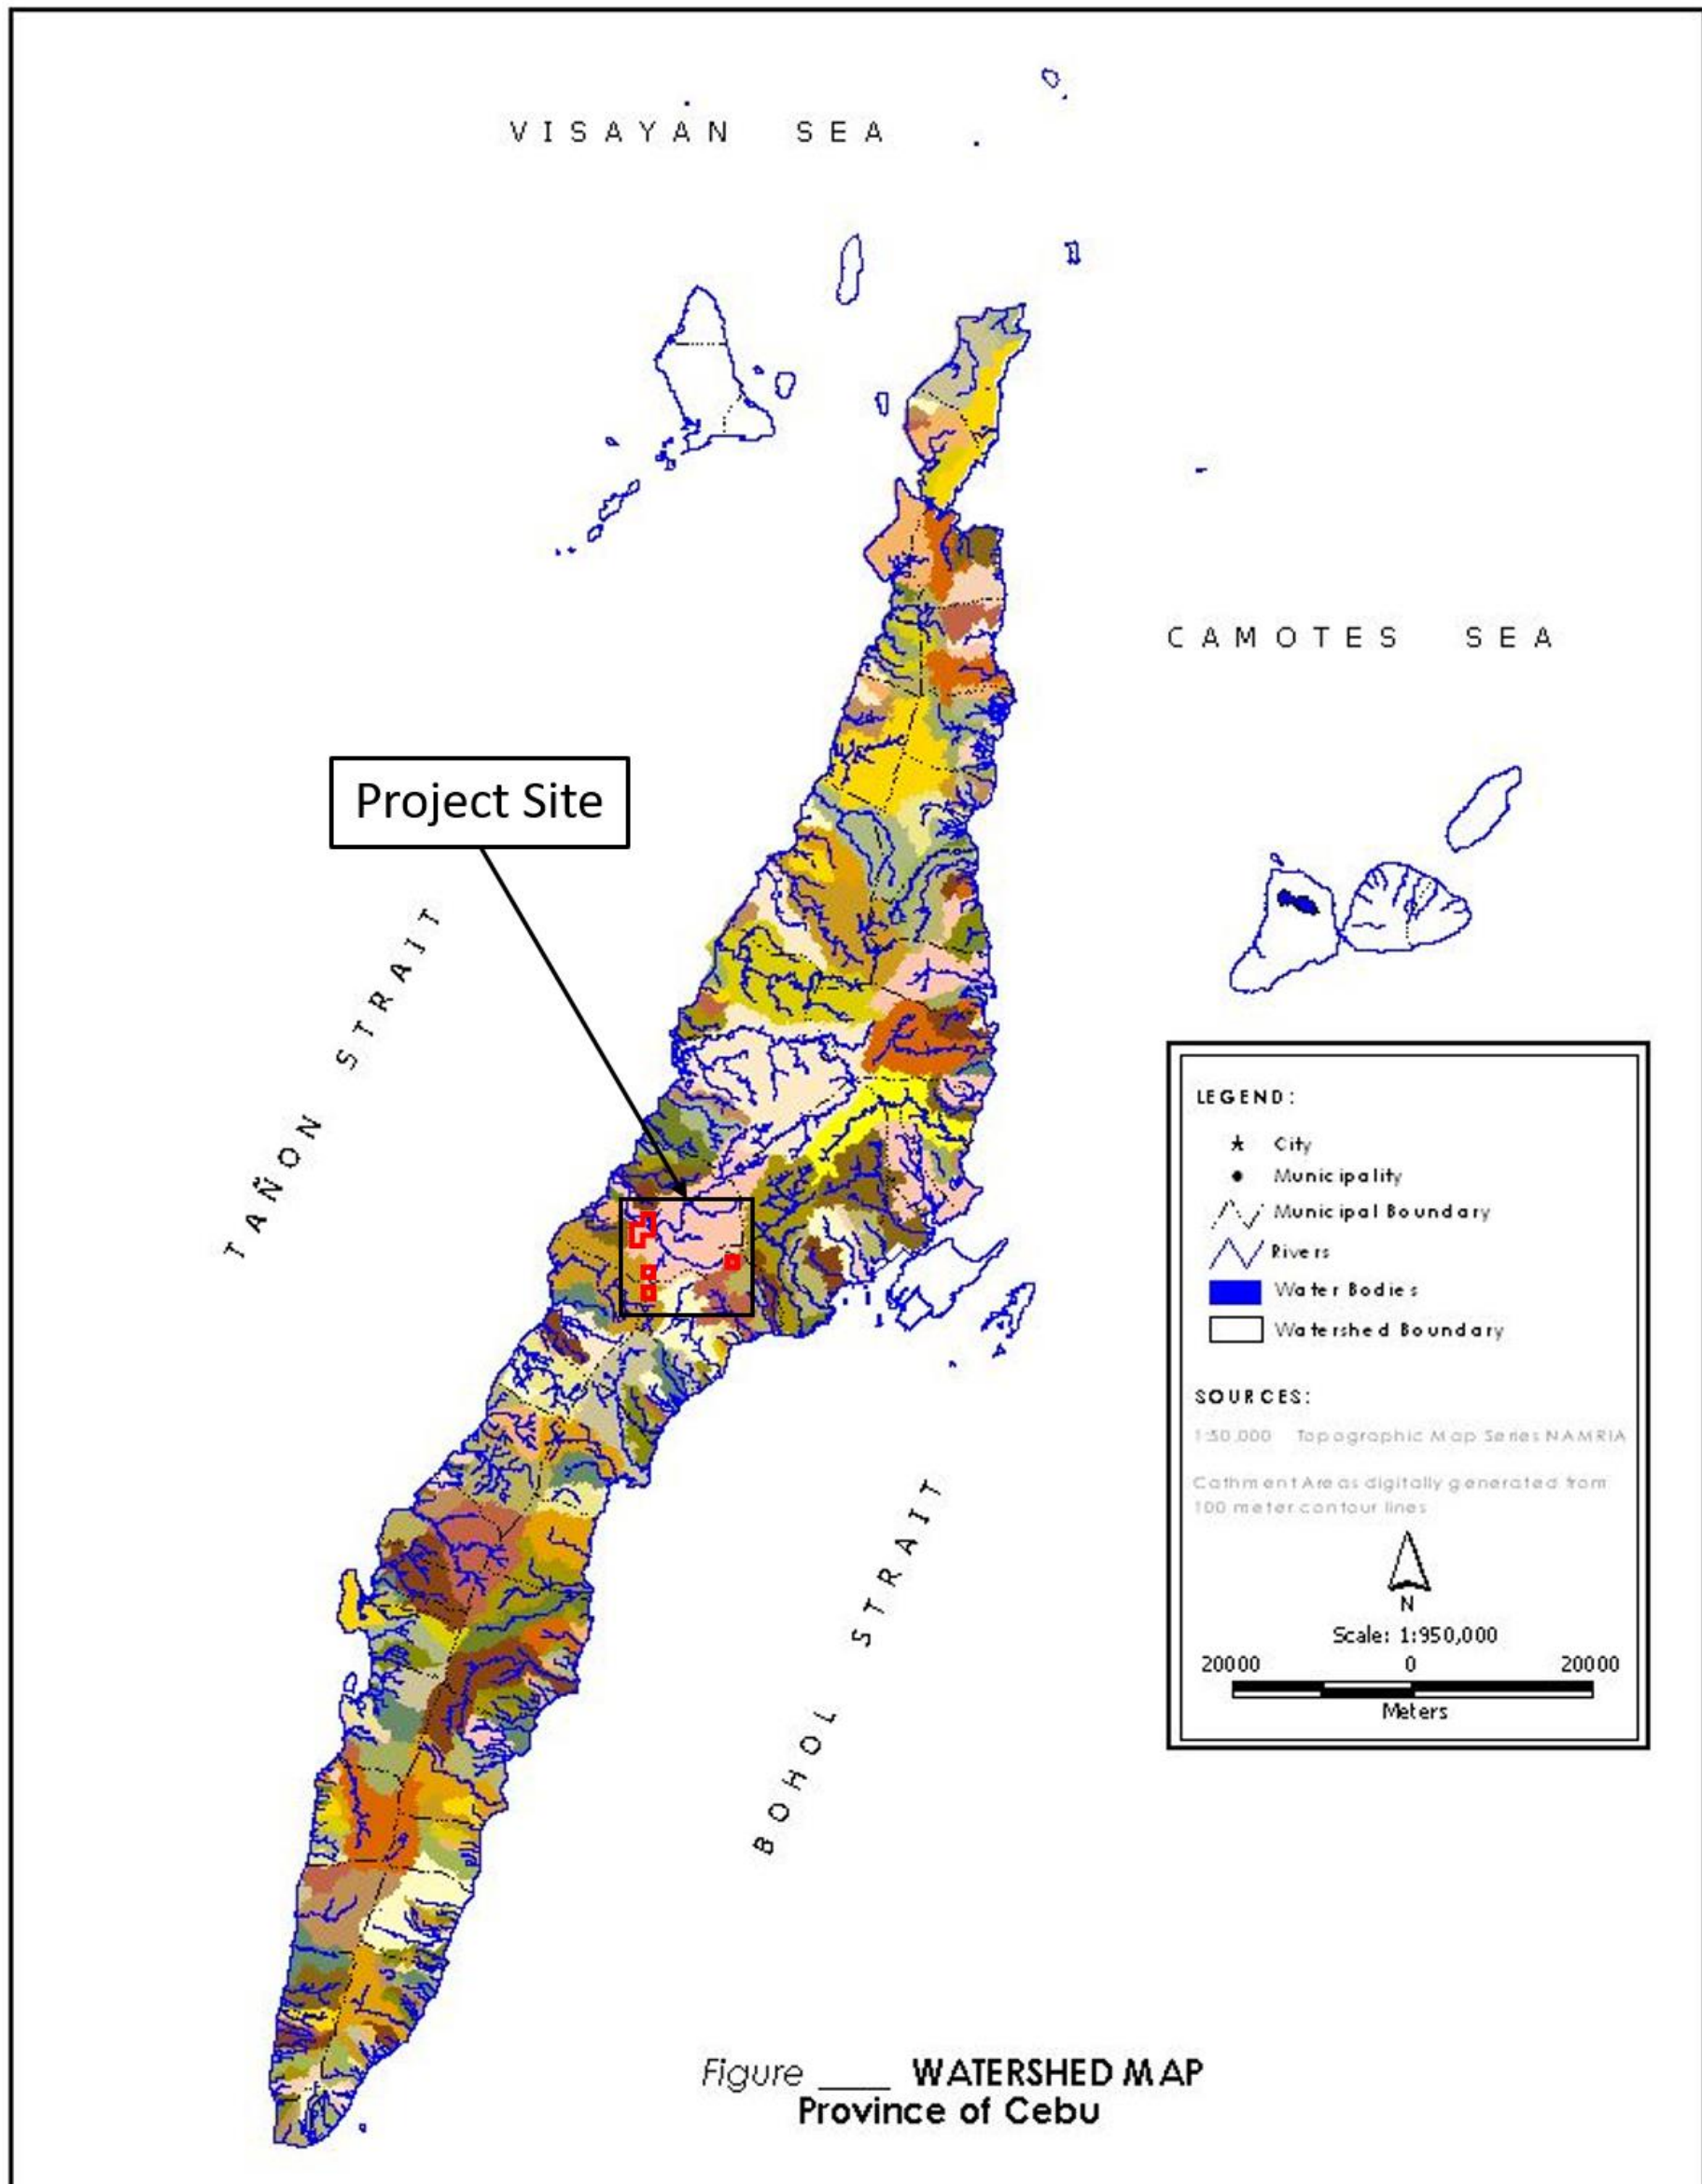 VISAYAN SEA
CAMOTES SEA
Project Site
TAÑON STRAIT
BOHOL STRAIT
LEGEND:
City
Municipality
Municipal Boundary
Rivers
Water Bodies
Watershed Boundary
SOURCES:
1:50,000 Topographic Map Series NAMRIA
Cathment Areas digitally generated from
100 meter contour lines
N
Scale: 1:950,000
20000 0 20000
Meters
Figure ____ WATERSHED MAP
Province of Cebu